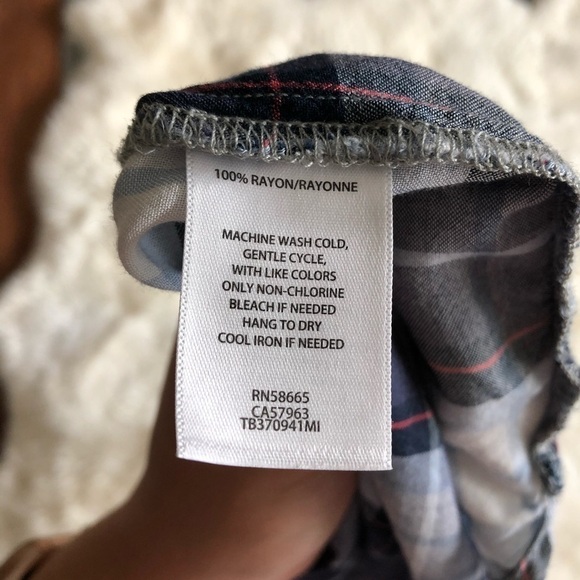 100% RAYON/RAYONNE
MACHINE WASH COLD,
GENTLE CYCLE,
WITH LIKE COLORS
ONLY NON-CHLORINE
BLEACH IF NEEDED
HANG TO DRY
COOL IRON IF NEEDED
RN58665
CA57963
TB370941MI